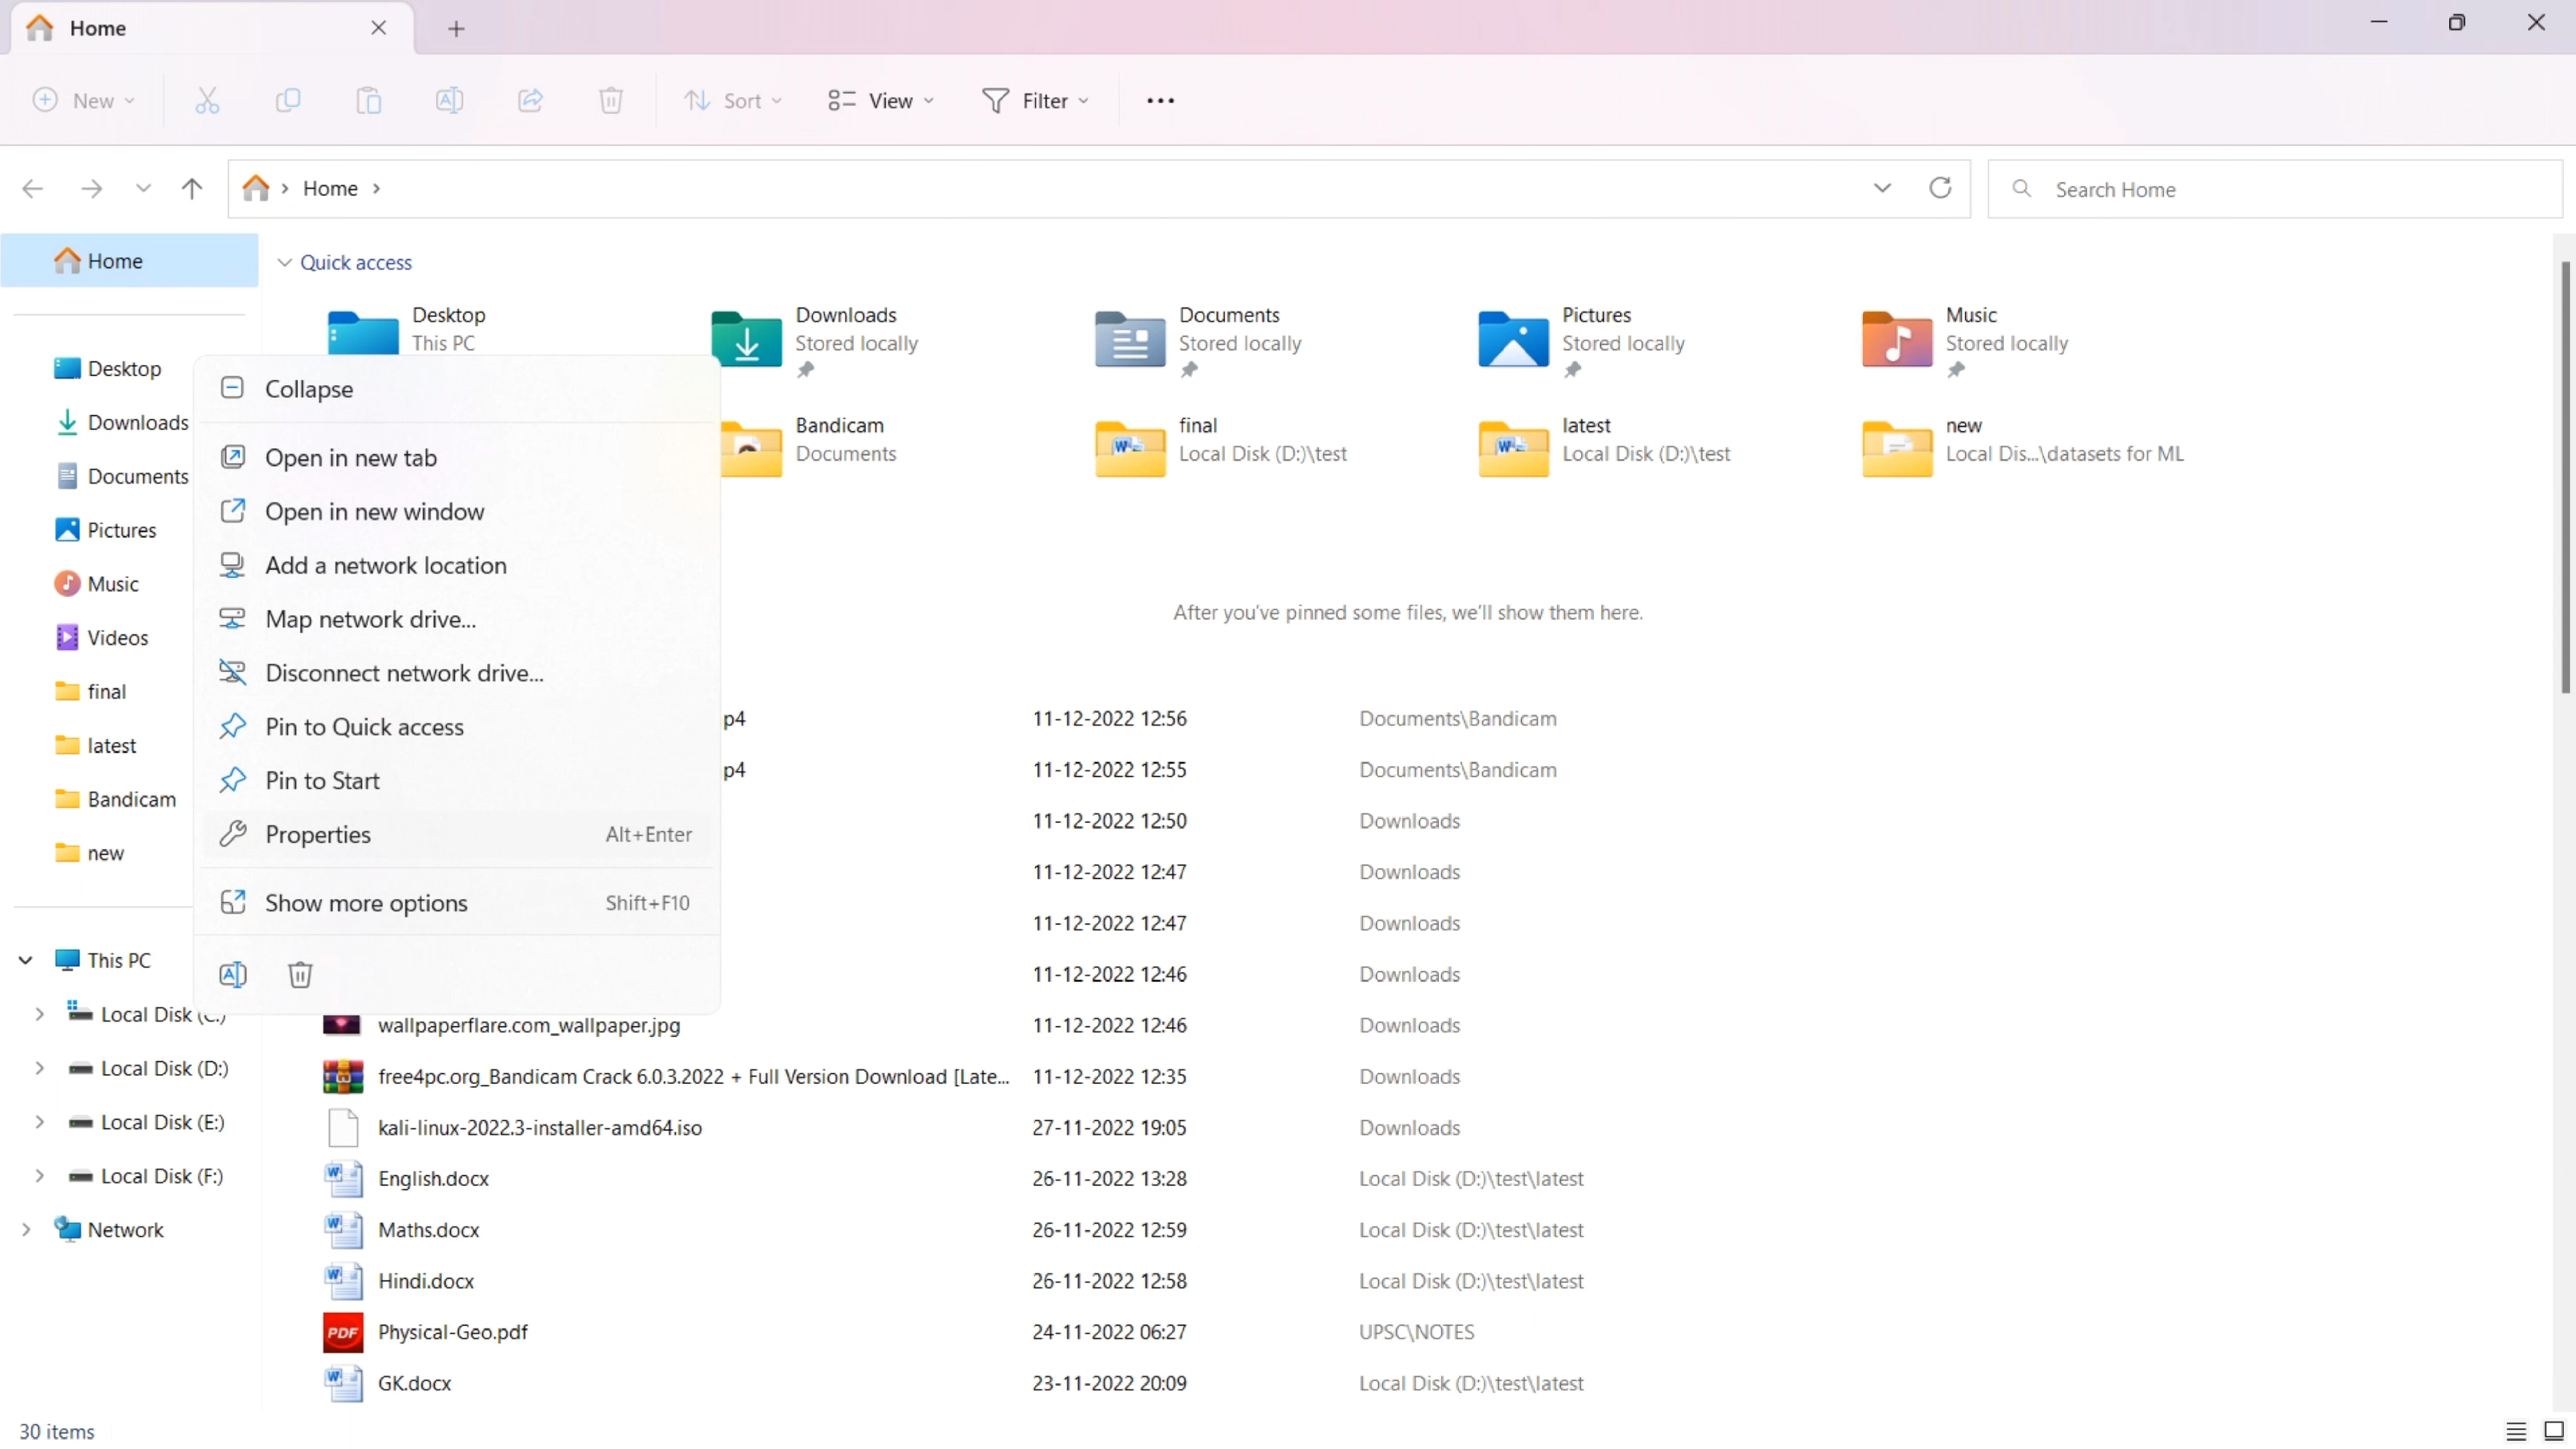 Home
New
Sort
View
Filter
Home
Search Home
Home
Desktop
Downloads
Documents
Pictures
Music
Videos
final
latest
Bandicam
new
This PC
Local Disk (C:)
Local Disk (D:)
Local Disk (E:)
Local Disk (F:)
Network
Quick access
Desktop
This PC
Downloads
Stored locally
Documents
Stored locally
Pictures
Stored locally
Music
Stored locally
Bandicam
Documents
final
Local Disk (D:)\test
latest
Local Disk (D:)\test
new
Local Dis...\datasets for ML
Collapse
Open in new tab
Open in new window
Add a network location
Map network drive...
Disconnect network drive...
Pin to Quick access
Pin to Start
Properties Alt+Enter
Show more options Shift+F10
After you've pinned some files, we'll show them here.
p4 11-12-2022 12:56 Documents\Bandicam
p4 11-12-2022 12:55 Documents\Bandicam
11-12-2022 12:50 Downloads
11-12-2022 12:47 Downloads
11-12-2022 12:47 Downloads
11-12-2022 12:46 Downloads
wallpaperflare.com_wallpaper.jpg 11-12-2022 12:46 Downloads
free4pc.org_Bandicam Crack 6.0.3.2022 + Full Version Download [Late... 11-12-2022 12:35 Downloads
kali-linux-2022.3-installer-amd64.iso 27-11-2022 19:05 Downloads
English.docx 26-11-2022 13:28 Local Disk (D:)\test\latest
Maths.docx 26-11-2022 12:59 Local Disk (D:)\test\latest
Hindi.docx 26-11-2022 12:58 Local Disk (D:)\test\latest
PDF Physical-Geo.pdf 24-11-2022 06:27 UPSC\NOTES
GK.docx 23-11-2022 20:09 Local Disk (D:)\test\latest
30 items